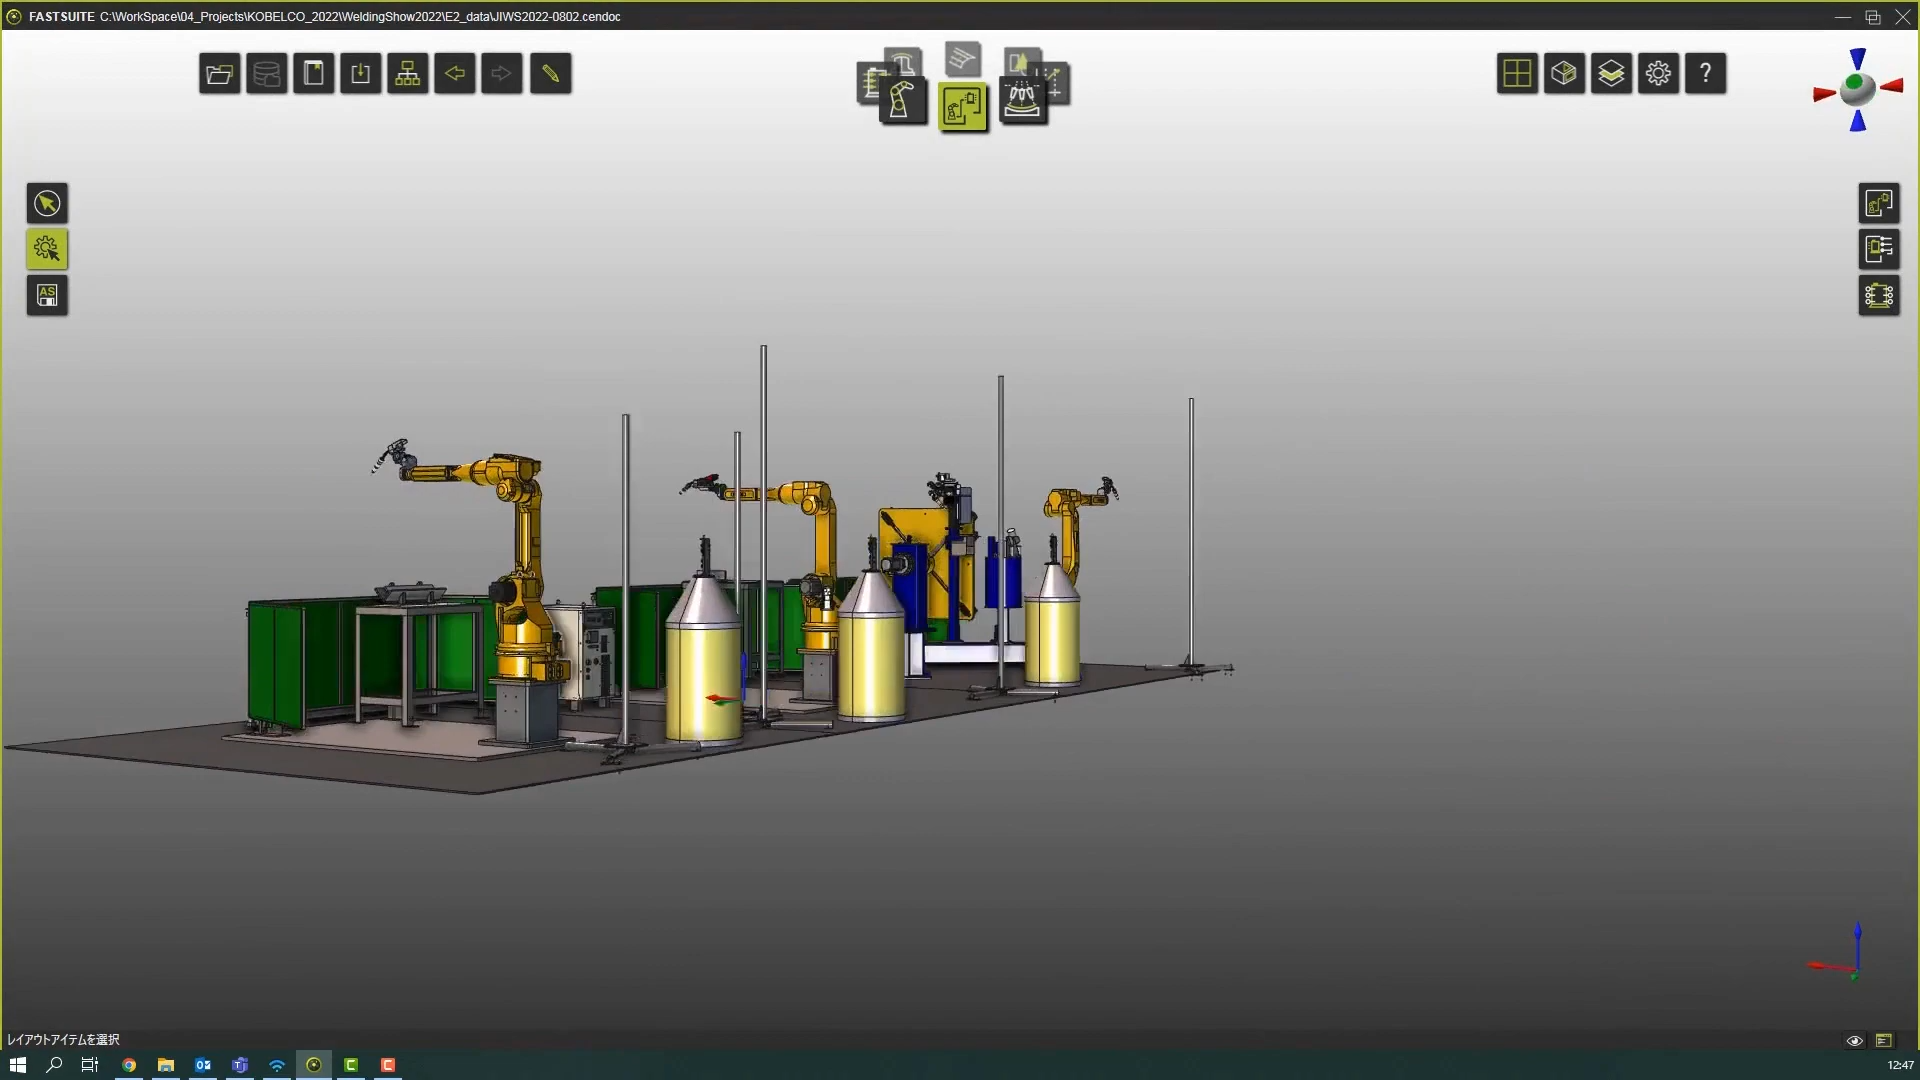 FASTSUITE C:\WorkSpace\04_Projects\KOBELCO_2022\WeldingShow2022\E2_data\JIWS2022-0802.cendoc
?
AS
レイアウトアイテムを選択
12:47